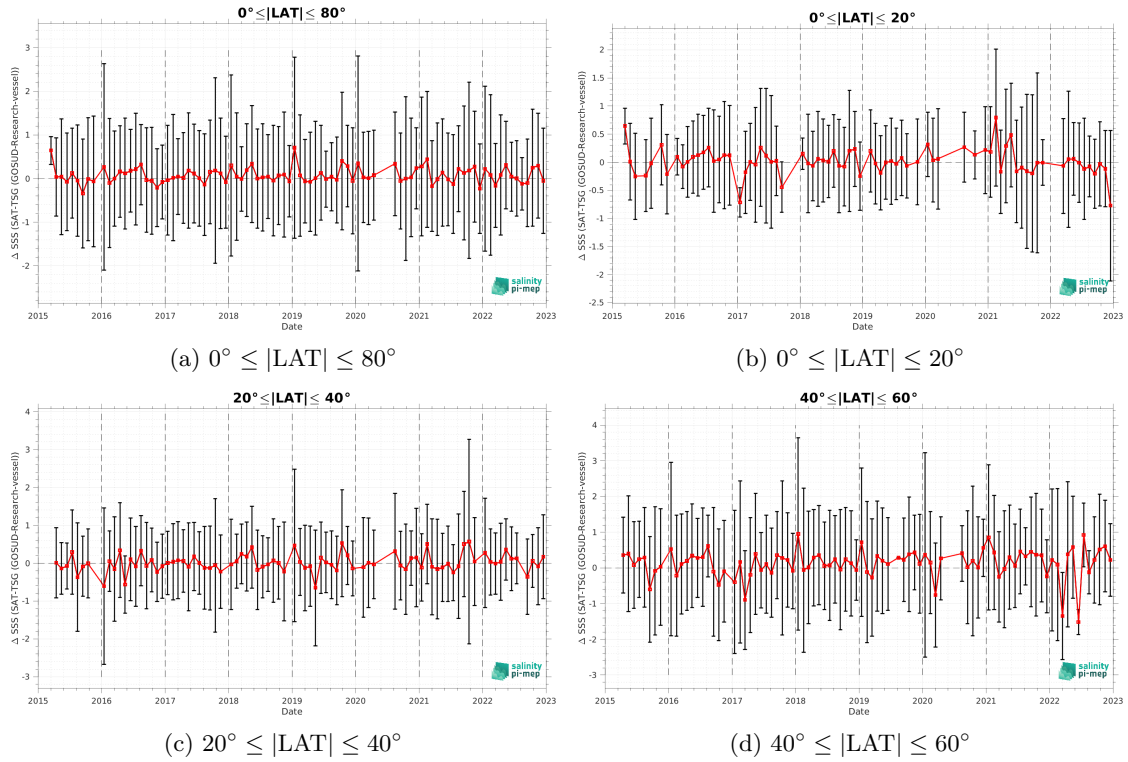 0°≤|LAT|≤ 80°
Δ SSS (SAT-TSG (GOSUD-Research-vessel))
3
2
1
0
-1
-2
2015 2016 2017 2018 2019 2020 2021 2022 2023
Date
salinity
pi-mep
(a) 0° ≤ |LAT| ≤ 80°
0°≤|LAT|≤ 20°
Δ SSS (SAT-TSG (GOSUD-Research-vessel))
2
1.5
1
0.5
0
-0.5
-1
-1.5
-2
-2.5
2015 2016 2017 2018 2019 2020 2021 2022 2023
Date
salinity
pi-mep
(b) 0° ≤ |LAT| ≤ 20°
20°≤|LAT|≤ 40°
Δ SSS (SAT-TSG (GOSUD-Research-vessel))
4
3
2
1
0
-1
-2
-3
2015 2016 2017 2018 2019 2020 2021 2022 2023
Date
salinity
pi-mep
(c) 20° ≤ |LAT| ≤ 40°
40°≤|LAT|≤ 60°
Δ SSS (SAT-TSG (GOSUD-Research-vessel))
4
3
2
1
0
-1
-2
-3
2015 2016 2017 2018 2019 2020 2021 2022 2023
Date
salinity
pi-mep
(d) 40° ≤ |LAT| ≤ 60°